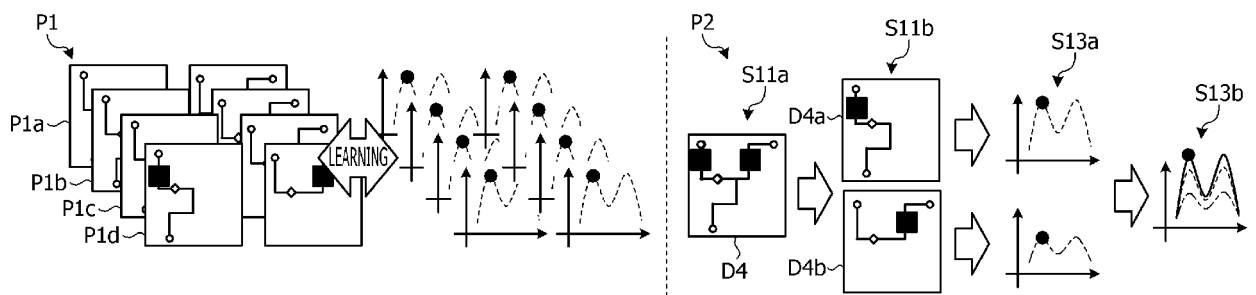 P1
P1a
P1b
P1c
P1d
LEARNING
P2
S11a
D4
S11b
D4a
D4b
S13a
S13b